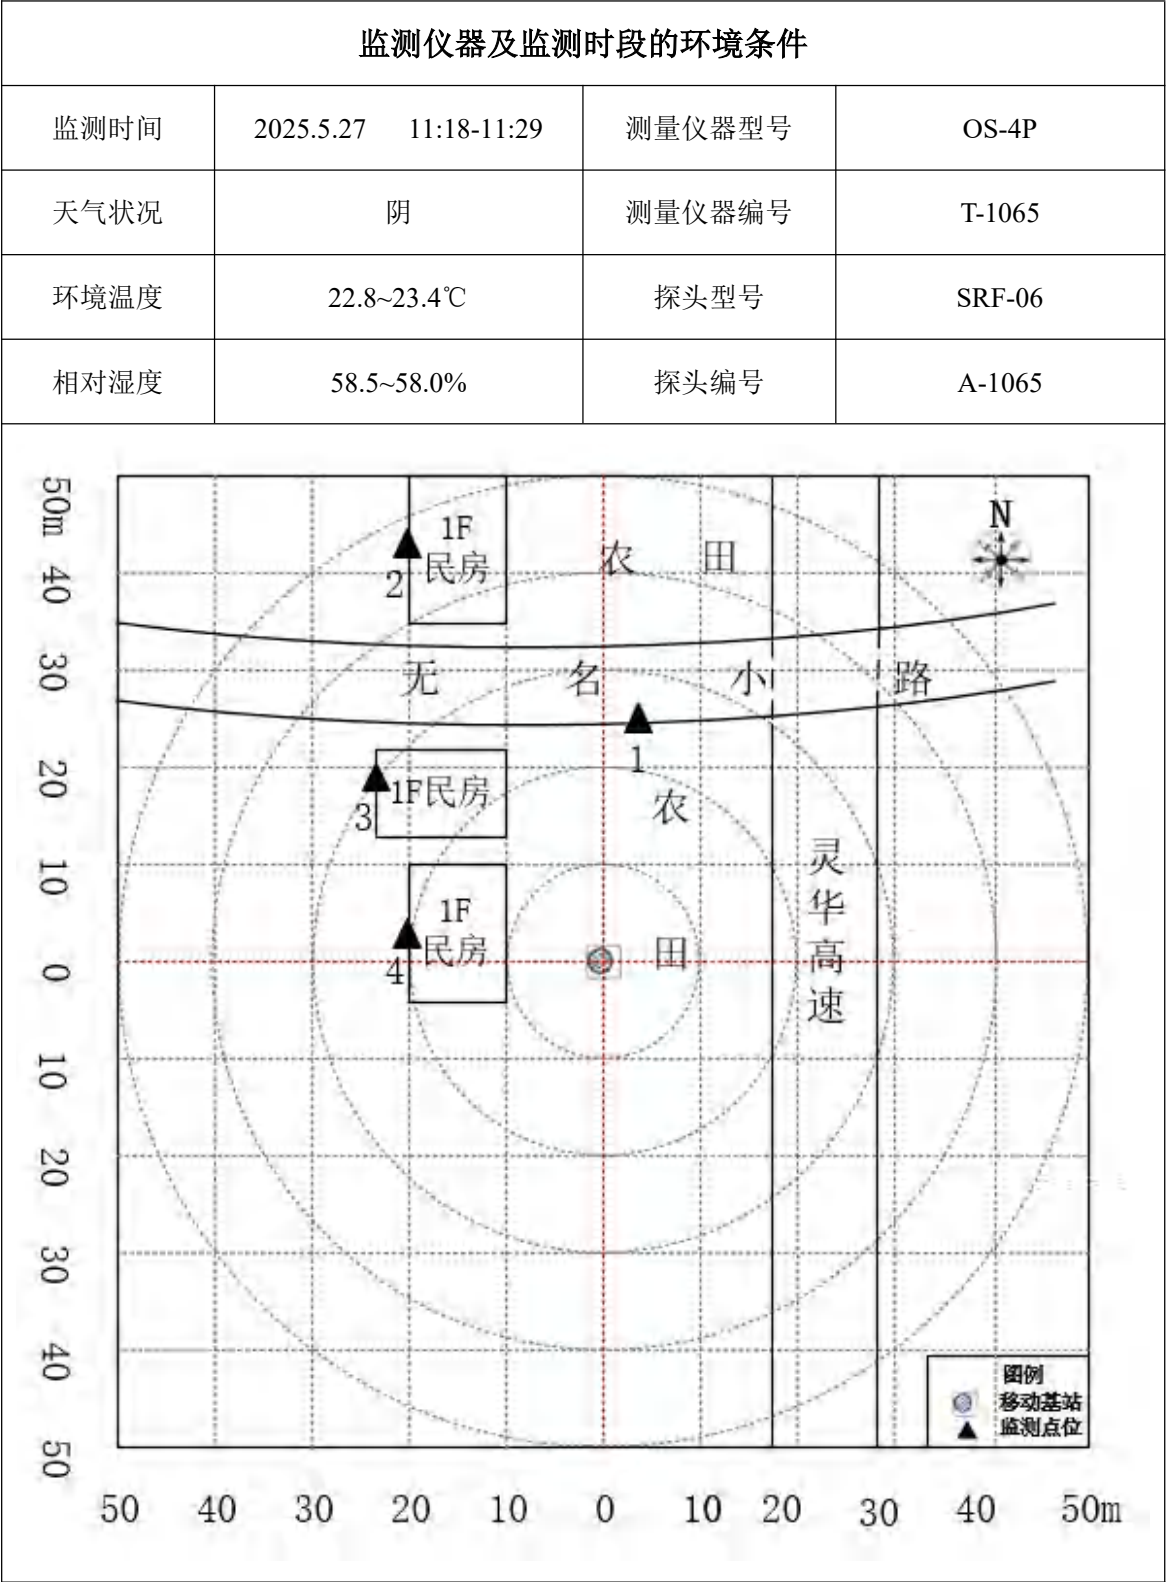 监测仪器及监测时段的环境条件
监测时间 2025.5.27 11:18-11:29 测量仪器型号 OS-4P
天气状况 阴 测量仪器编号 T-1065
环境温度 22.8~23.4℃ 探头型号 SRF-06
相对湿度 58.5~58.0% 探头编号 A-1065
50m
40
30
20
10
0
10
20
30
40
50
N
1F
民房
2
农 田
无 名 小 路
1
1F民房
3
农
田
1F
民房
4
灵
华
高
速
图例
移动基站
监测点位
50 40 30 20 10 0 10 20 30 40 50m